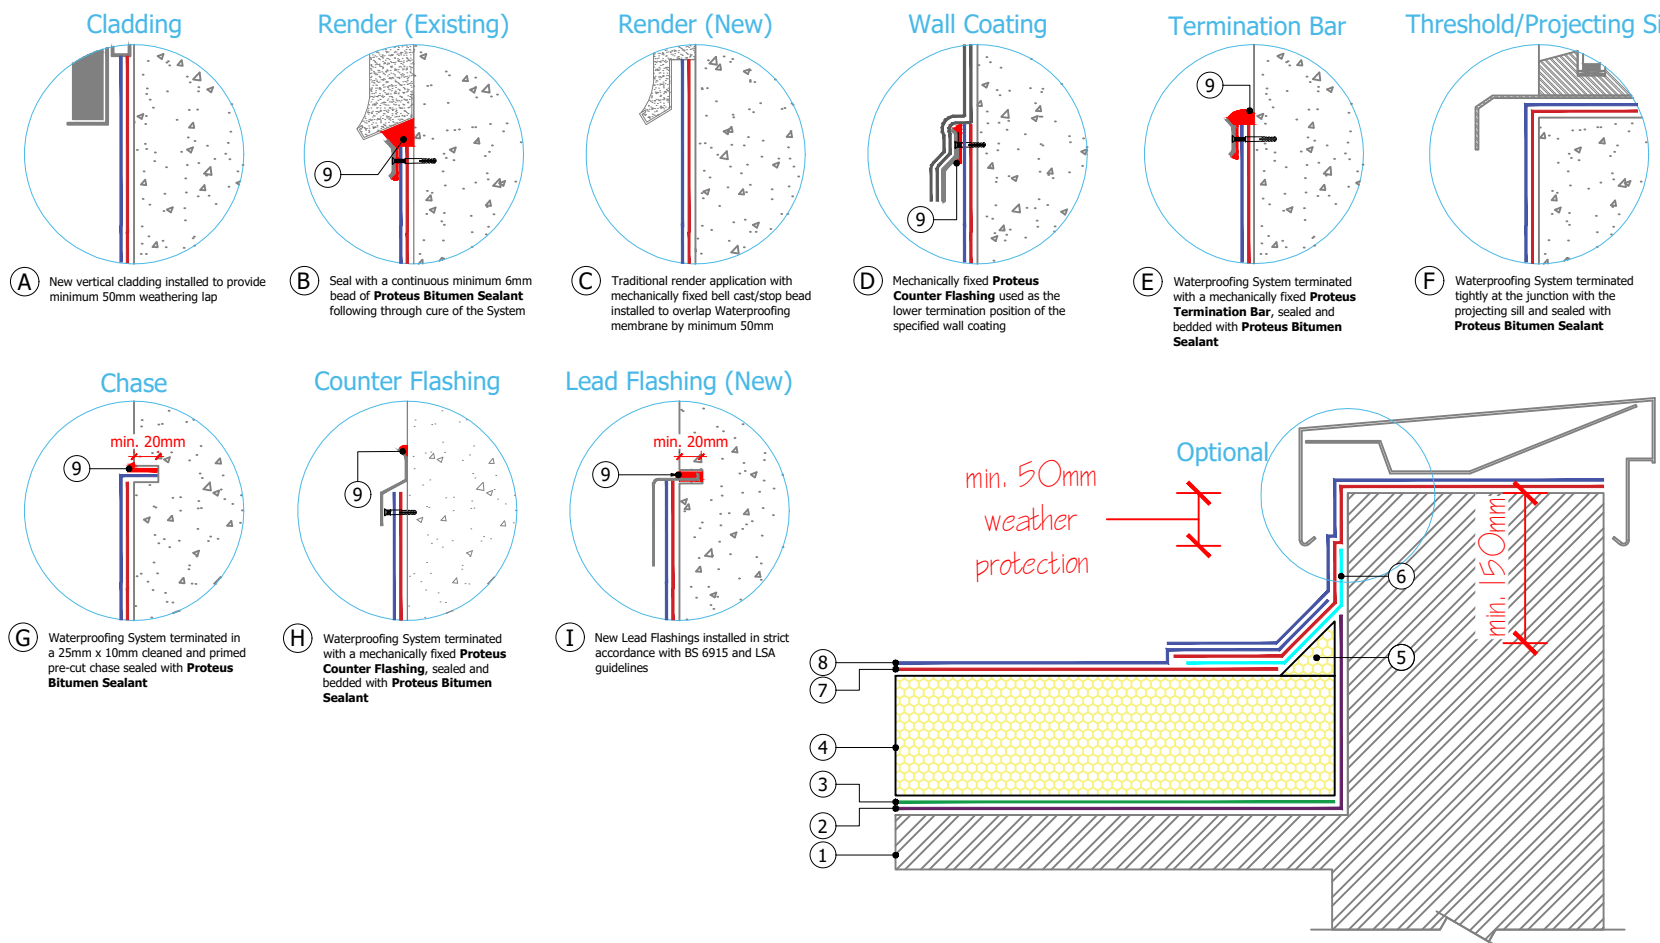 Cladding
Render (Existing)
Render (New)
Wall Coating
Termination Bar
Threshold/Projecting Si
9
9
9
A
New vertical cladding installed to provide
minimum 50mm weathering lap
B
Seal with a continuous minimum 6mm
bead of Proteus Bitumen Sealant
following through cure of the System
C
Traditional render application with
mechanically fixed bell cast/stop bead
installed to overlap Waterproofing
membrane by minimum 50mm
D
Mechanically fixed Proteus
Counter Flashing used as the
lower termination position of the
specified wall coating
E
Waterproofing System terminated
with a mechanically fixed Proteus
Termination Bar, sealed and
bedded with Proteus Bitumen
Sealant
F
Waterproofing System terminated
tightly at the junction with the
projecting sill and sealed with
Proteus Bitumen Sealant
Chase
Counter Flashing
Lead Flashing (New)
min. 20mm
9
9
min. 20mm
9
G
Waterproofing System terminated in
a 25mm x 10mm cleaned and primed
pre-cut chase sealed with Proteus
Bitumen Sealant
H
Waterproofing System terminated
with a mechanically fixed Proteus
Counter Flashing, sealed and
bedded with Proteus Bitumen
Sealant
I
New Lead Flashings installed in strict
accordance with BS 6915 and LSA
guidelines
Optional
min. 50mm
weather
protection
min. 150mm
6
5
8
7
4
3
2
1